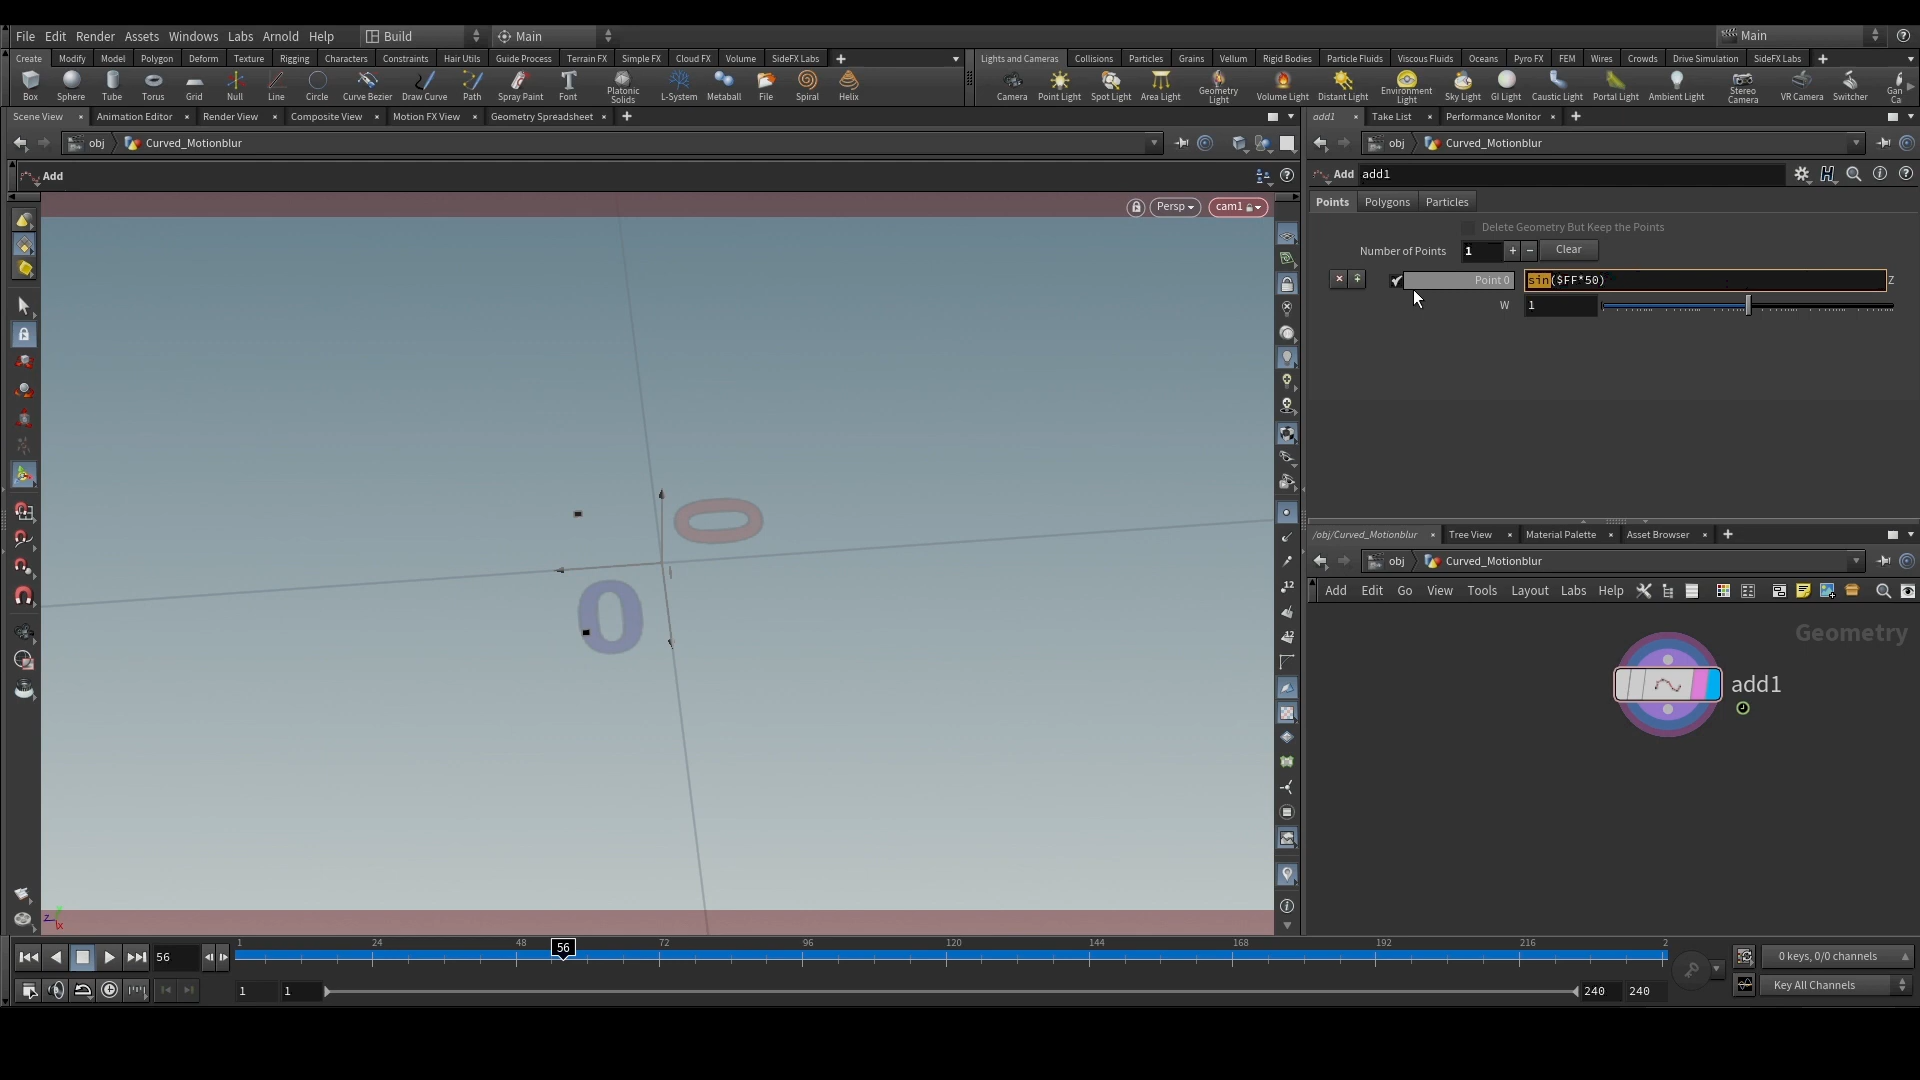 File Edit Render Assets Windows Labs Arnold Help Build Main Main
Create Modify Model Polygon Deform Texture Rigging Characters Constraints Hair Utils Guide Process Terrain FX Simple FX Cloud FX Volume SideFX Labs
Lights and Cameras Collisions Particles Grains Vellum Rigid Bodies Particle Fluids Viscous Fluids Oceans Pyro FX FEM Wires Crowds Drive Simulation SideFX Labs
Box Sphere Tube Torus Grid Null Line Circle Curve Bezier Draw Curve Path Spray Paint Font Platonic Solids L-System Metaball File Spiral Helix
Camera Point Light Spot Light Area Light Geometry Light Volume Light Distant Light Environment Light Sky Light GI Light Caustic Light Portal Light Ambient Light Stereo Camera VR Camera Switcher Gan Ca
Scene View Animation Editor Render View Composite View Motion FX View Geometry Spreadsheet
add1 Take List Performance Monitor
obj Curved_Motionblur
obj Curved_Motionblur
Add
Add add1
Persp cam1
Points Polygons Particles
Delete Geometry But Keep the Points
Number of Points 1 Clear
Point 0 sin($FF*50) Z
W 1
0
0
z x
/obj/Curved_Motionblur Tree View Material Palette Asset Browser
obj Curved_Motionblur
Add Edit Go View Tools Layout Labs Help
Geometry
add1
12
12
1 24 48 72 96 120 144 168 192 216 2
56
56
0 keys, 0/0 channels
1 1 240 240
Key All Channels